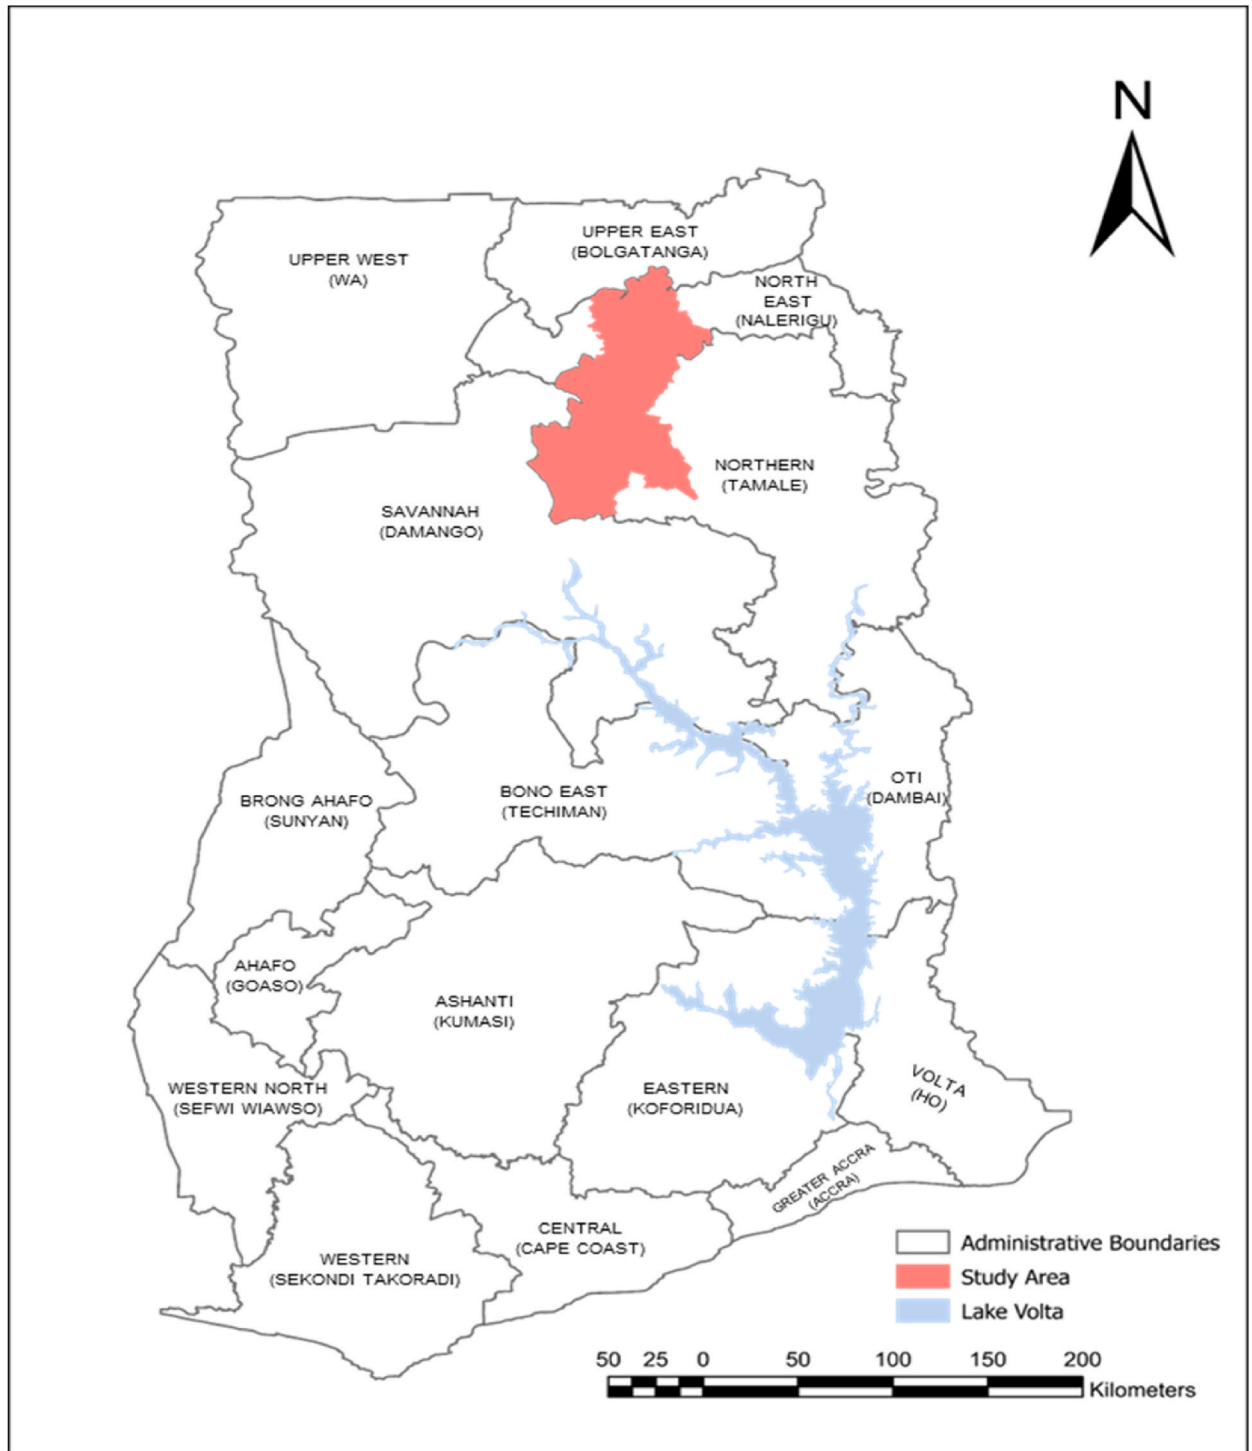 N
UPPER EAST
(BOLGATANGA)
UPPER WEST
(WA)
NORTH
EAST
(NALERIGU)
NORTHERN
(TAMALE)
SAVANNAH
(DAMANGO)
OTI
(DAMBAI)
BONO EAST
(TECHIMAN)
BRONG AHAFO
(SUNYAN)
AHAFO
(GOASO)
ASHANTI
(KUMASI)
WESTERN NORTH
(SEFWI WIAWSO)
EASTERN
(KOFORIDUA)
VOLTA
(HO)
GREATER ACCRA
(ACCRA)
CENTRAL
(CAPE COAST)
WESTERN
(SEKONDI TAKORADI)
Administrative Boundaries
Study Area
Lake Volta
50 25 0 50 100 150 200
Kilometers